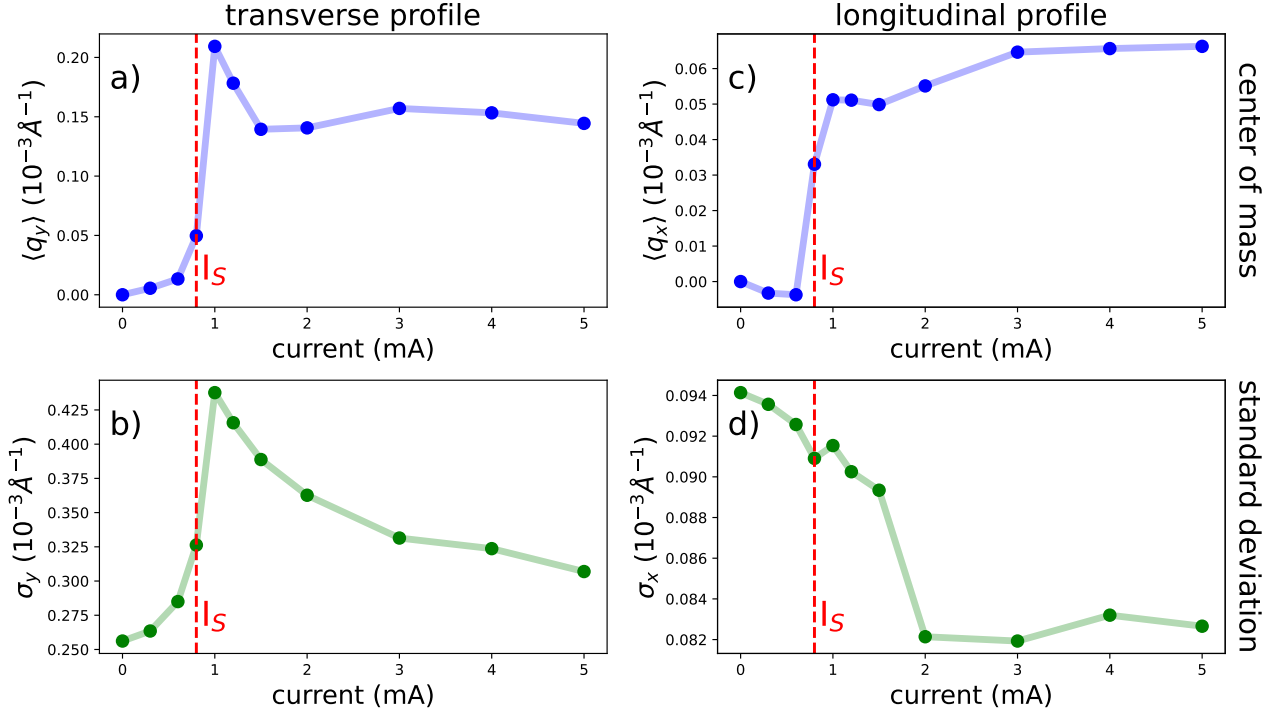 transverse profile
longitudinal profile
a)
⟨q_y⟩ (10⁻³Å⁻¹)
0.20
0.15
0.10
0.05
0.00
I_S
0 1 2 3 4 5
current (mA)
c)
⟨q_x⟩ (10⁻³Å⁻¹)
0.06
0.05
0.04
0.03
0.02
0.01
0.00
I_S
0 1 2 3 4 5
current (mA)
center of mass
b)
σ_y (10⁻³Å⁻¹)
0.425
0.400
0.375
0.350
0.325
0.300
0.275
0.250
I_S
0 1 2 3 4 5
current (mA)
d)
σ_x (10⁻³Å⁻¹)
0.094
0.092
0.090
0.088
0.086
0.084
0.082
I_S
0 1 2 3 4 5
current (mA)
standard deviation